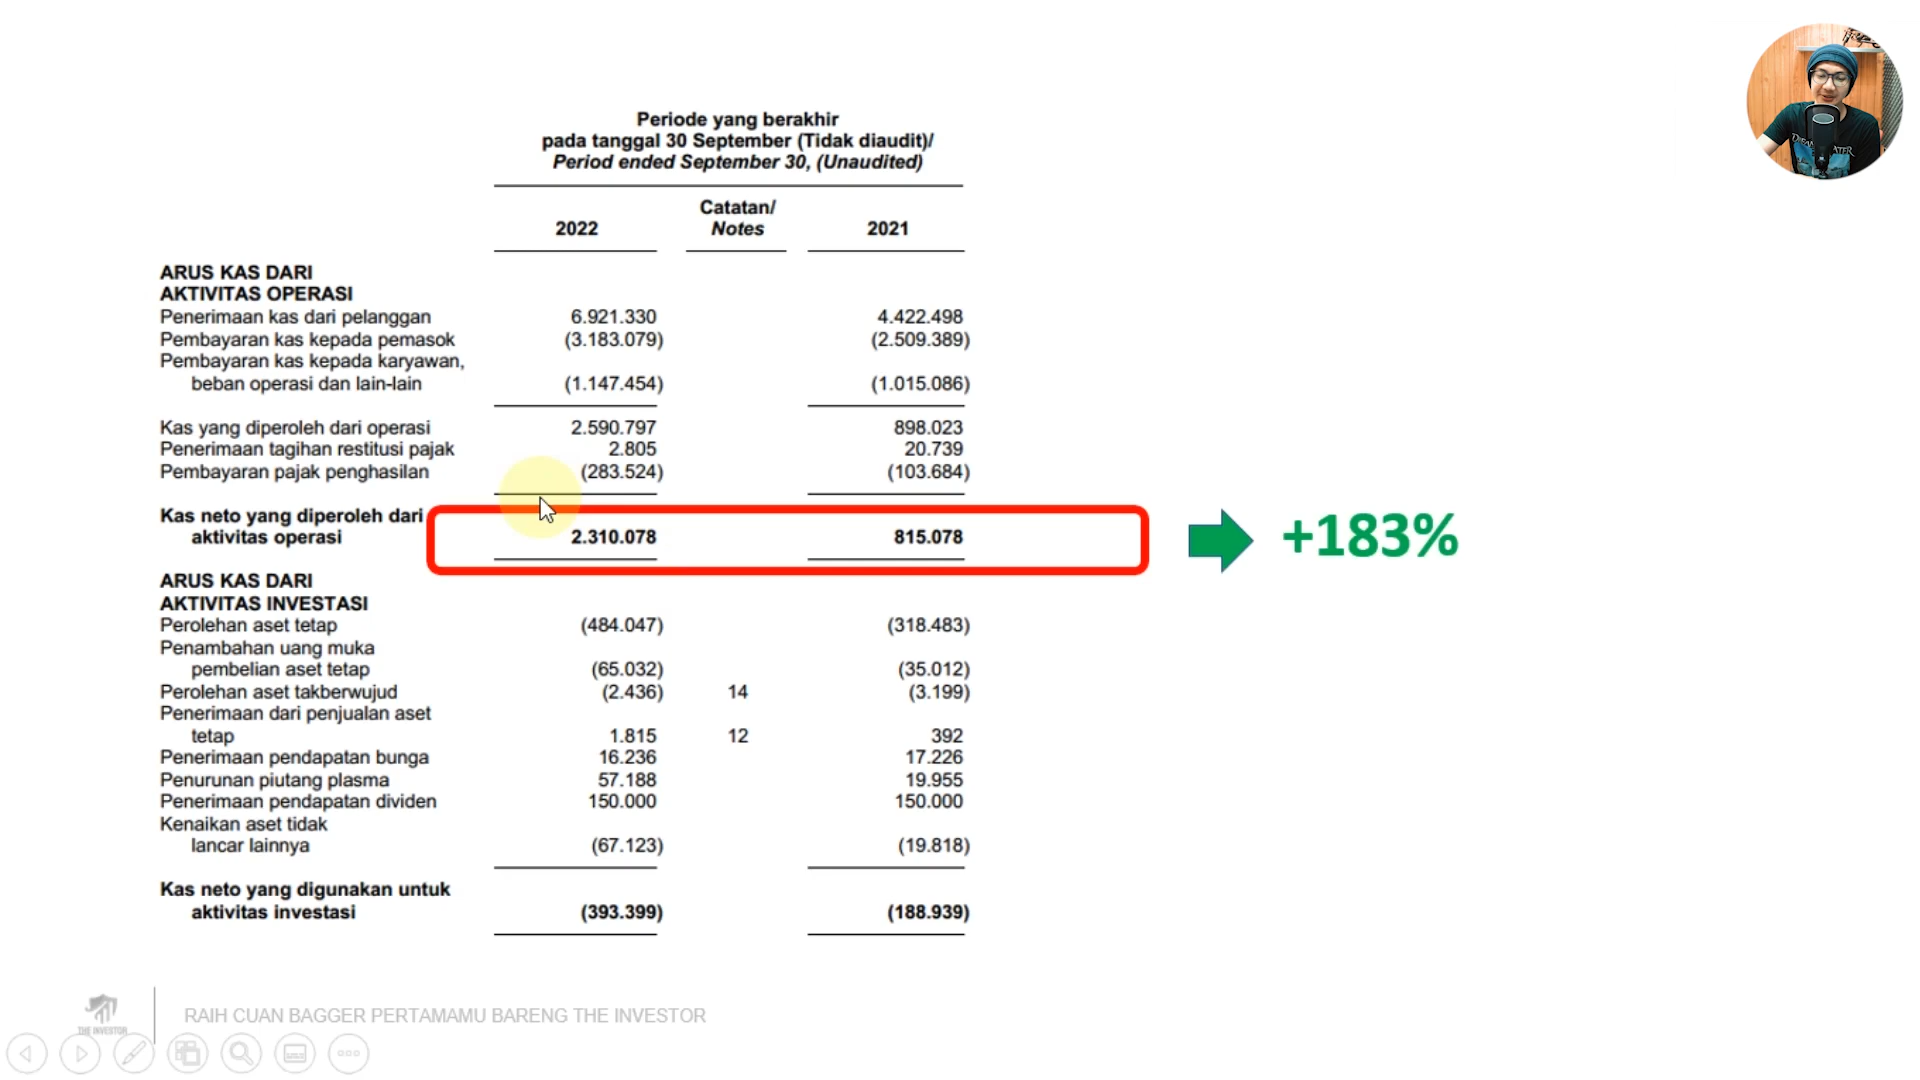 Periode yang berakhir
pada tanggal 30 September (Tidak diaudit)/
Period ended September 30, (Unaudited)
Catatan/
2022 Notes 2021
ARUS KAS DARI
AKTIVITAS OPERASI
Penerimaan kas dari pelanggan 6.921.330 4.422.498
Pembayaran kas kepada pemasok (3.183.079) (2.509.389)
Pembayaran kas kepada karyawan,
beban operasi dan lain-lain (1.147.454) (1.015.086)
Kas yang diperoleh dari operasi 2.590.797 898.023
Penerimaan tagihan restitusi pajak 2.805 20.739
Pembayaran pajak penghasilan (283.524) (103.684)
Kas neto yang diperoleh dari
aktivitas operasi 2.310.078 815.078
+183%
ARUS KAS DARI
AKTIVITAS INVESTASI
Perolehan aset tetap (484.047) (318.483)
Penambahan uang muka
pembelian aset tetap (65.032) (35.012)
Perolehan aset takberwujud (2.436) 14 (3.199)
Penerimaan dari penjualan aset
tetap 1.815 12 392
Penerimaan pendapatan bunga 16.236 17.226
Penurunan piutang plasma 57.188 19.955
Penerimaan pendapatan dividen 150.000 150.000
Kenaikan aset tidak
lancar lainnya (67.123) (19.818)
Kas neto yang digunakan untuk
aktivitas investasi (393.399) (188.939)
THE INVESTOR
RAIH CUAN BAGGER PERTAMAMU BARENG THE INVESTOR